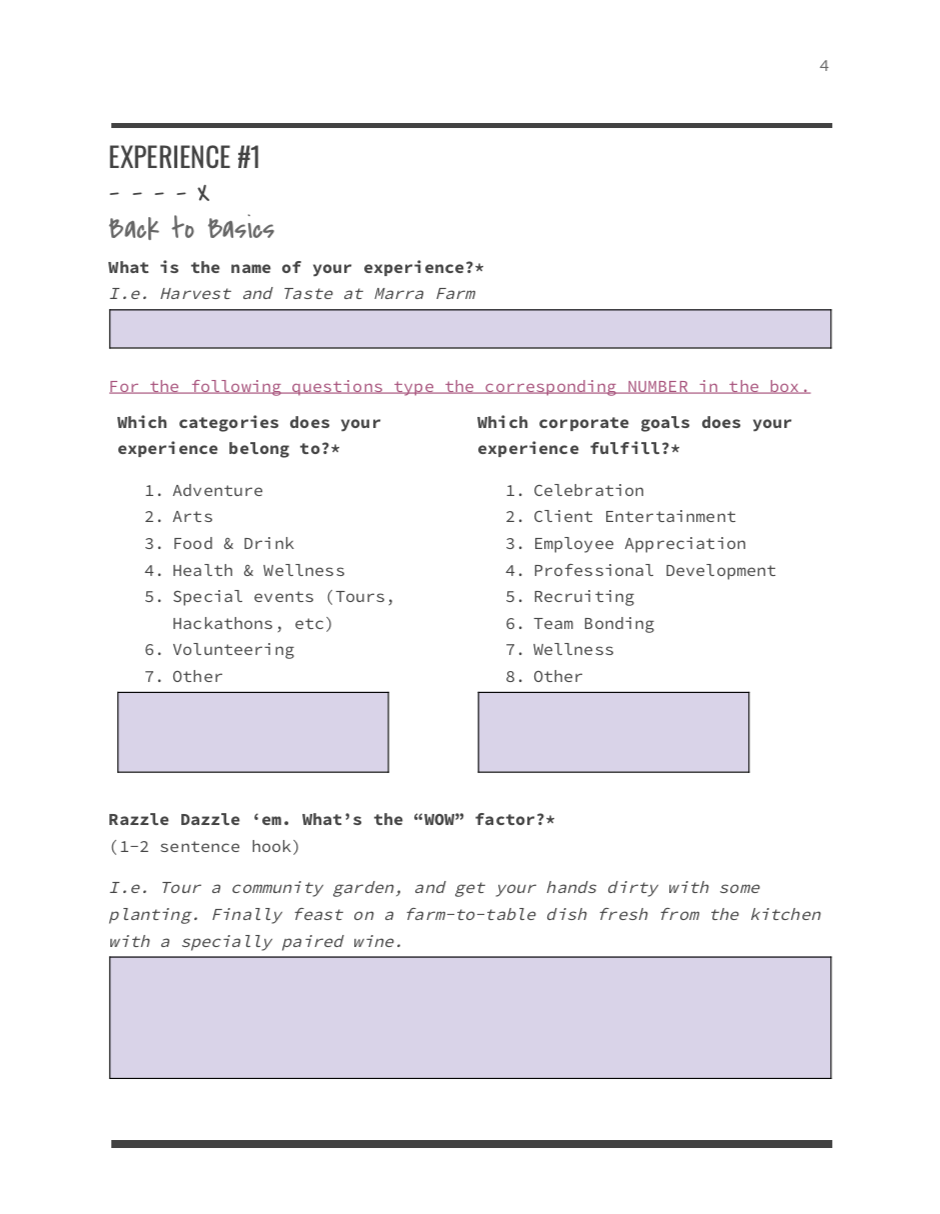 4
EXPERIENCE #1
- - - - X
Back to Basics
What is the name of your experience?*
I.e. Harvest and Taste at Marra Farm
For the following questions type the corresponding NUMBER in the box.
Which categories does your
experience belong to?*
1. Adventure
2. Arts
3. Food & Drink
4. Health & Wellness
5. Special events (Tours,
Hackathons, etc)
6. Volunteering
7. Other
Which corporate goals does your
experience fulfill?*
1. Celebration
2. Client Entertainment
3. Employee Appreciation
4. Professional Development
5. Recruiting
6. Team Bonding
7. Wellness
8. Other
Razzle Dazzle ‘em. What’s the “WOW” factor?*
(1-2 sentence hook)
I.e. Tour a community garden, and get your hands dirty with some
planting. Finally feast on a farm-to-table dish fresh from the kitchen
with a specially paired wine.